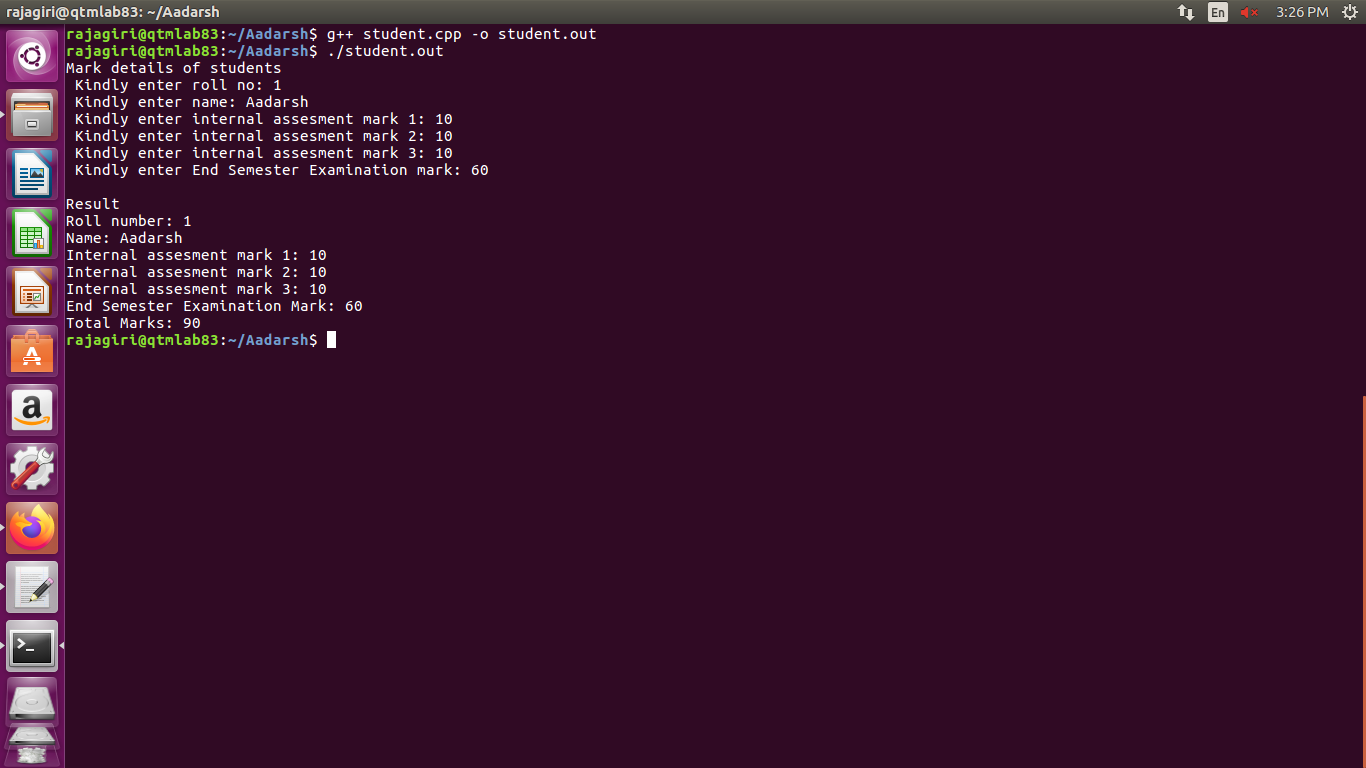 rajagiri@qtmlab83: ~/Aadarsh
En
3:26 PM
rajagiri@qtmlab83:~/Aadarsh$ g++ student.cpp -o student.out
rajagiri@qtmlab83:~/Aadarsh$ ./student.out
Mark details of students
 Kindly enter roll no: 1
 Kindly enter name: Aadarsh
 Kindly enter internal assesment mark 1: 10
 Kindly enter internal assesment mark 2: 10
 Kindly enter internal assesment mark 3: 10
 Kindly enter End Semester Examination mark: 60
Result
Roll number: 1
Name: Aadarsh
Internal assesment mark 1: 10
Internal assesment mark 2: 10
Internal assesment mark 3: 10
End Semester Examination Mark: 60
Total Marks: 90
rajagiri@qtmlab83:~/Aadarsh$